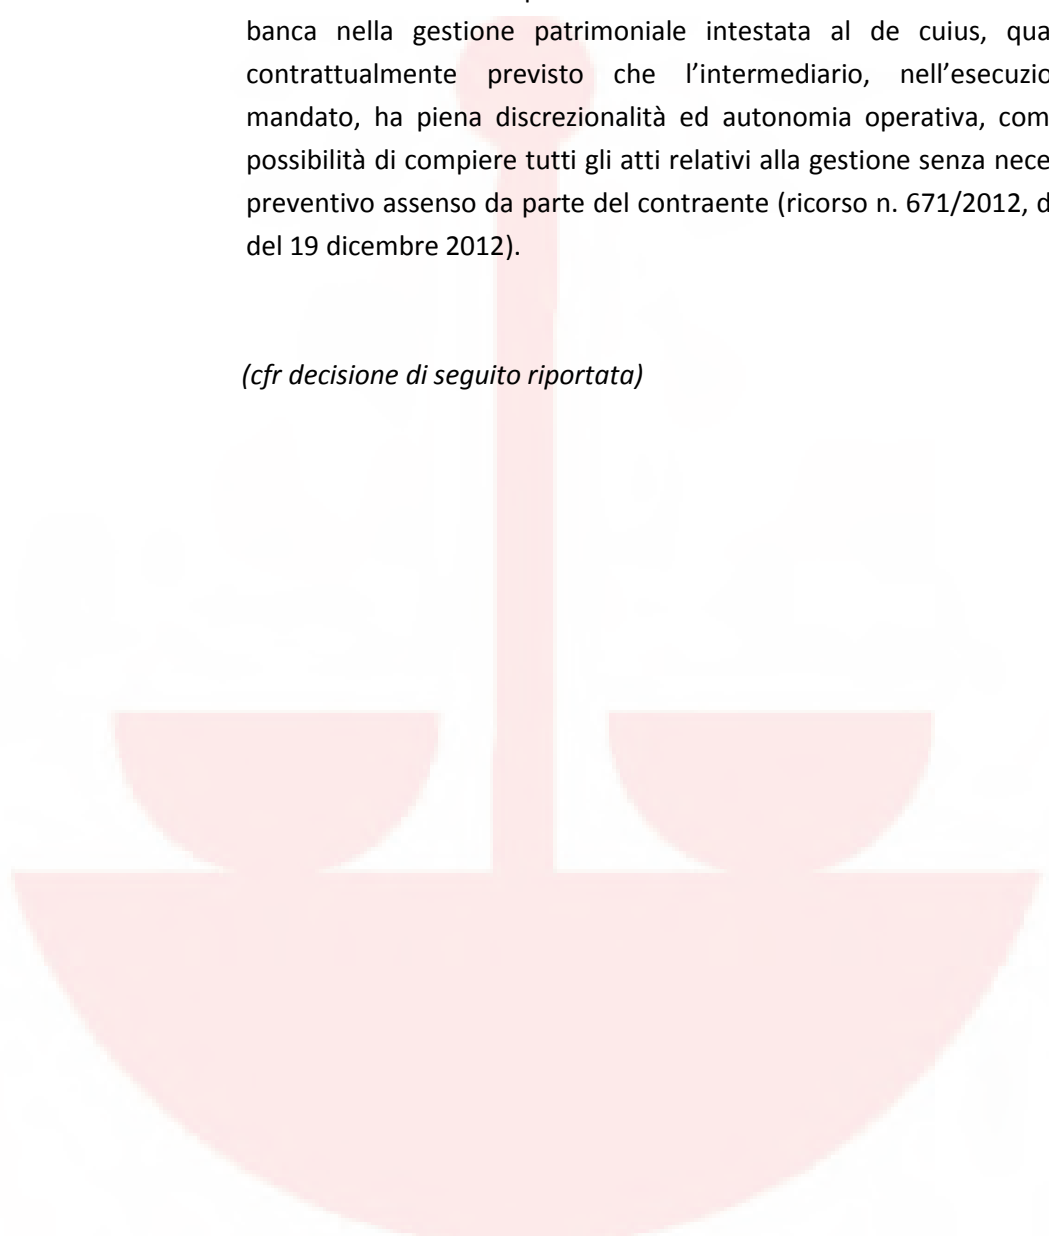 banca nella gestione patrimoniale intestata al de cuius, qua
contrattualmente previsto che l’intermediario, nell’esecuzio
mandato, ha piena discrezionalità ed autonomia operativa, com
possibilità di compiere tutti gli atti relativi alla gestione senza nece
preventivo assenso da parte del contraente (ricorso n. 671/2012, d
del 19 dicembre 2012).
(cfr decisione di seguito riportata)